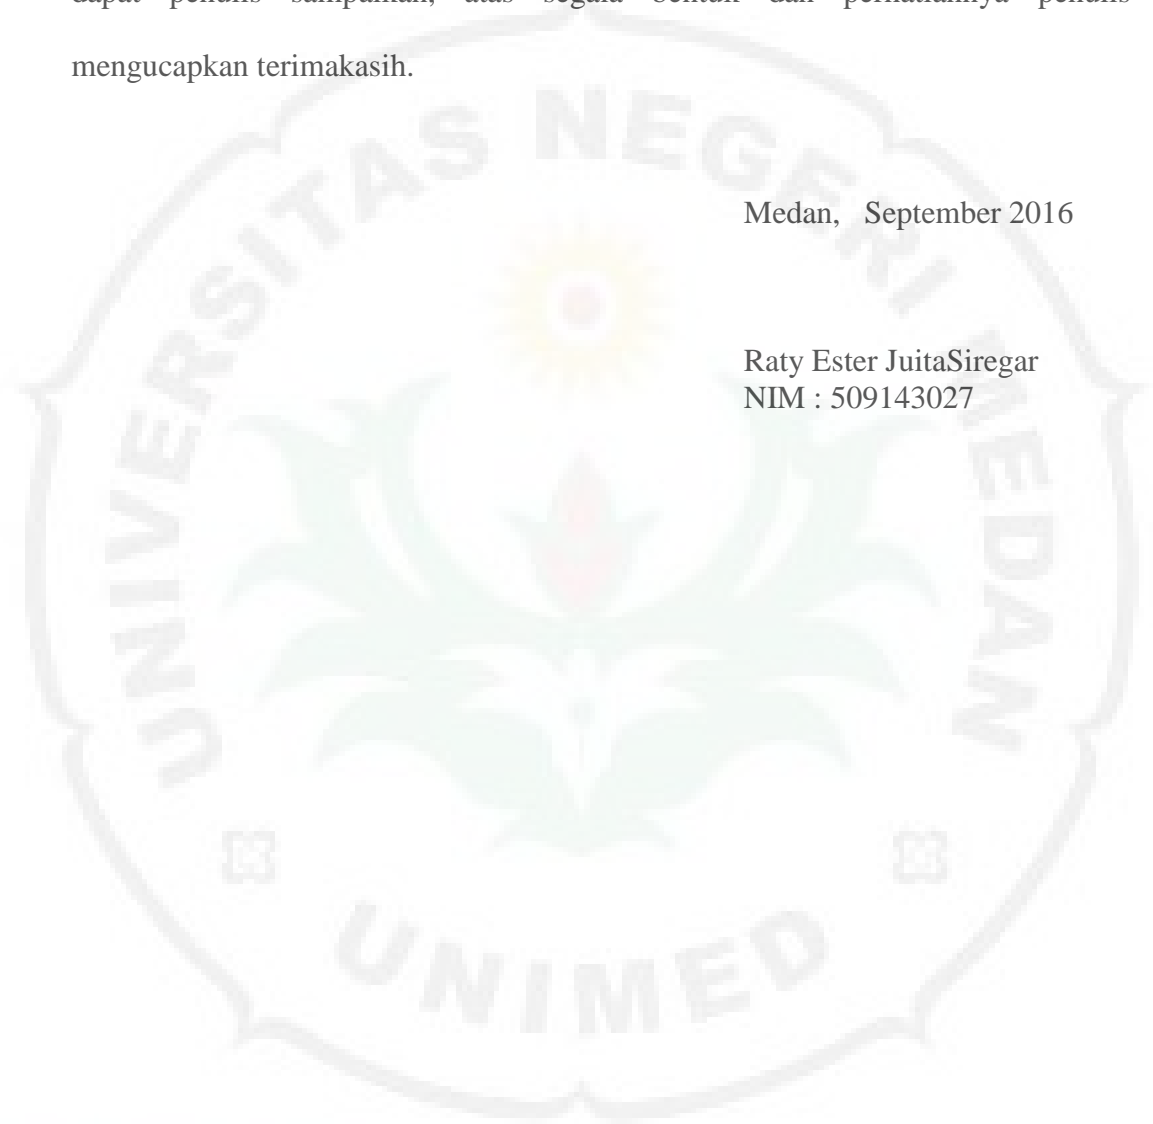 dapat penulis sampaikan, atas segala bentuk dan perhatiannya penulis
mengucapkan terimakasih.
Medan, September 2016
Raty Ester JuitaSiregar
NIM : 509143027
UNIVERSITAS NEGERI MEDAN
UNIMED